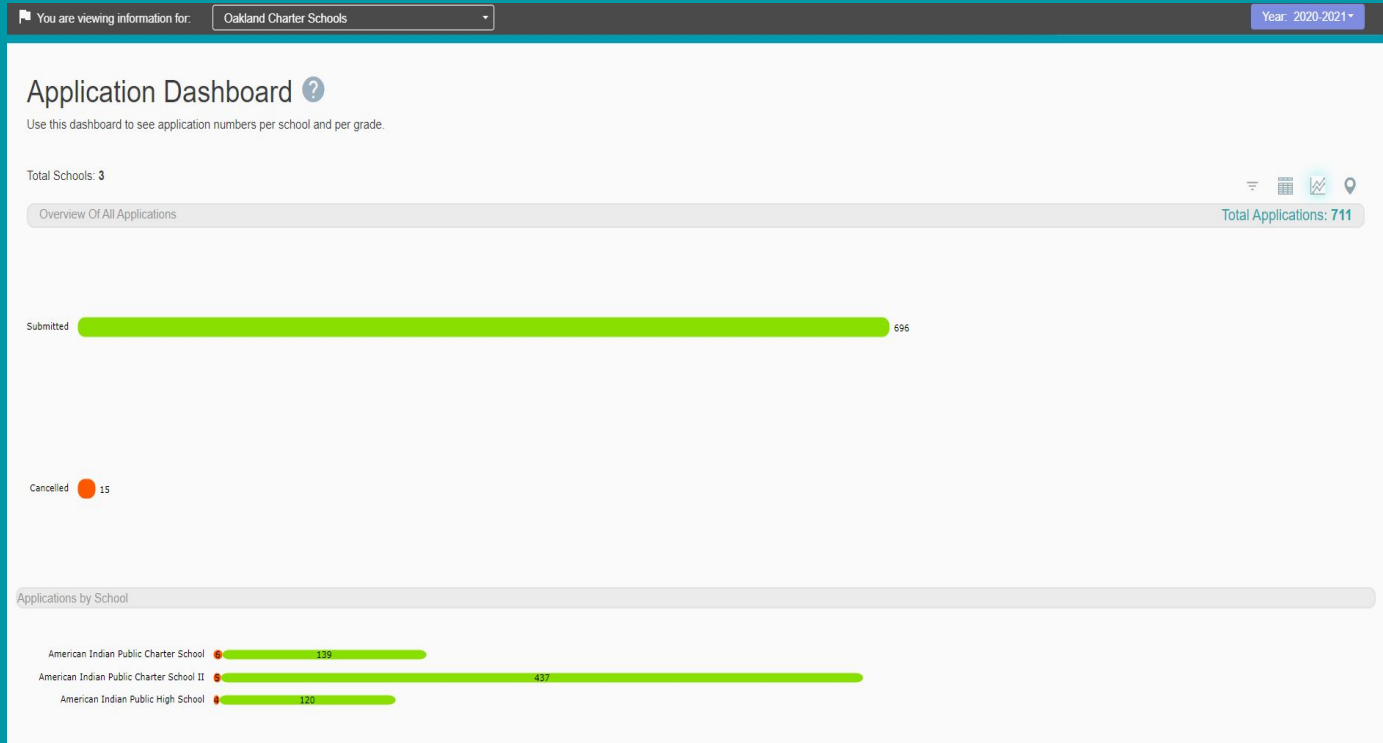 You are viewing information for: Oakland Charter Schools Year: 2020-2021
Application Dashboard ?
Use this dashboard to see application numbers per school and per grade.
Total Schools: 3
Overview Of All Applications Total Applications: 711
Submitted 696
Cancelled 15
Applications by School
American Indian Public Charter School 6 139
American Indian Public Charter School II 5 437
American Indian Public High School 4 120